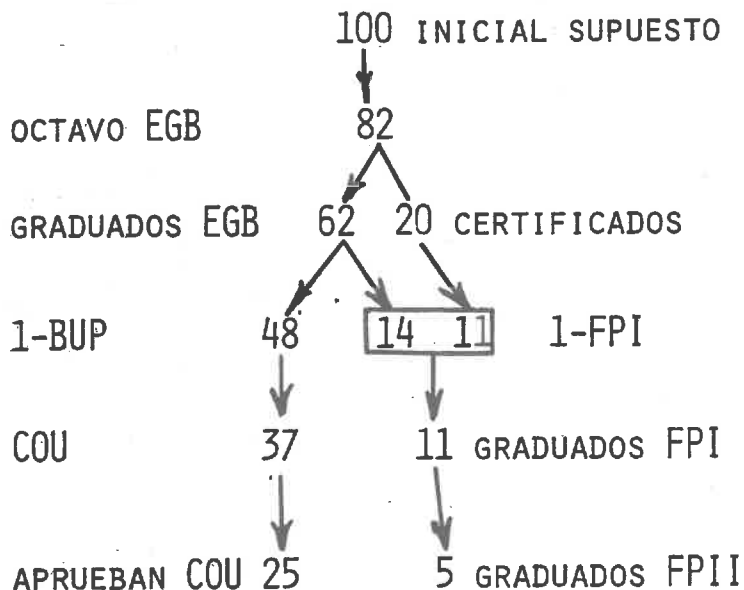 100 INICIAL SUPUESTO
OCTAVO EGB 82
GRADUADOS EGB 62 20 CERTIFICADOS
1-BUP 48 14 11 1-FPI
COU 37 11 GRADUADOS FPI
APRUEBAN COU 25 5 GRADUADOS FPII